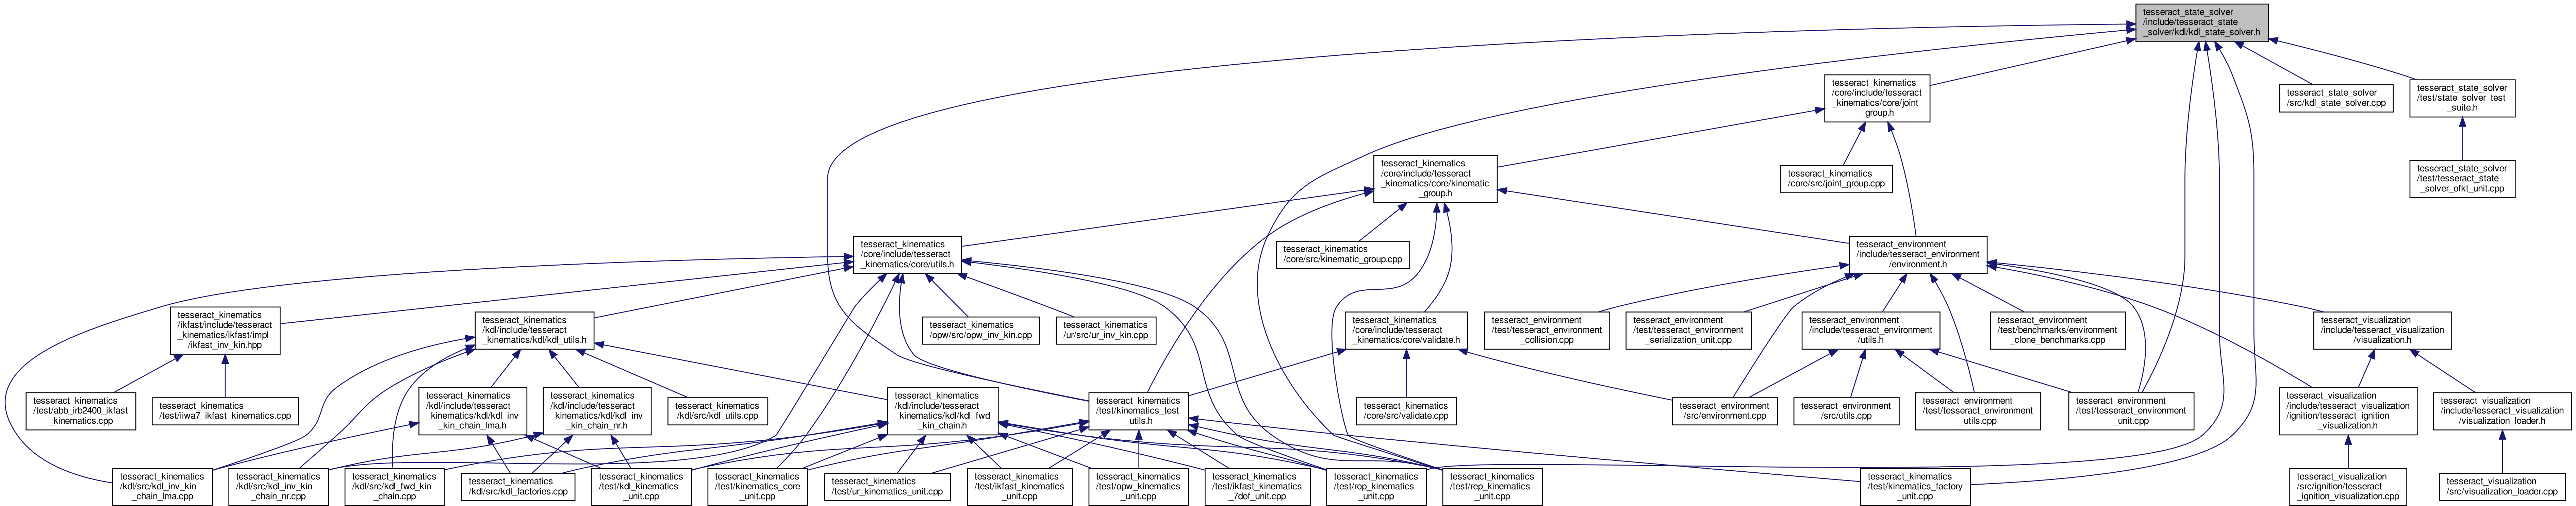 tesseract_state_solver
/include/tesseract_state
_solver/kdl/kdl_state_solver.h
tesseract_kinematics
/core/include/tesseract
_kinematics/core/joint
_group.h
tesseract_state_solver
/src/kdl_state_solver.cpp
tesseract_state_solver
/test/state_solver_test
_suite.h
tesseract_kinematics
/core/include/tesseract
_kinematics/core/kinematic
_group.h
tesseract_kinematics
/core/src/joint_group.cpp
tesseract_state_solver
/test/tesseract_state
_solver_ofkt_unit.cpp
tesseract_kinematics
/core/include/tesseract
_kinematics/core/utils.h
tesseract_kinematics
/core/src/kinematic_group.cpp
tesseract_environment
/include/tesseract_environment
/environment.h
tesseract_kinematics
/ikfast/include/tesseract
_kinematics/ikfast/impl
/ikfast_inv_kin.hpp
tesseract_kinematics
/kdl/include/tesseract
_kinematics/kdl/kdl_utils.h
tesseract_kinematics
/opw/src/opw_inv_kin.cpp
tesseract_kinematics
/ur/src/ur_inv_kin.cpp
tesseract_kinematics
/core/include/tesseract
_kinematics/core/validate.h
tesseract_environment
/test/tesseract_environment
_collision.cpp
tesseract_environment
/test/tesseract_environment
_serialization_unit.cpp
tesseract_environment
/include/tesseract_environment
/utils.h
tesseract_environment
/test/benchmarks/environment
_clone_benchmarks.cpp
tesseract_visualization
/include/tesseract_visualization
/visualization.h
tesseract_kinematics
/test/abb_irb2400_ikfast
_kinematics.cpp
tesseract_kinematics
/test/iiwa7_ikfast_kinematics.cpp
tesseract_kinematics
/kdl/include/tesseract
_kinematics/kdl/kdl_inv
_kin_chain_lma.h
tesseract_kinematics
/kdl/include/tesseract
_kinematics/kdl/kdl_inv
_kin_chain_nr.h
tesseract_kinematics
/kdl/src/kdl_utils.cpp
tesseract_kinematics
/kdl/include/tesseract
_kinematics/kdl/kdl_fwd
_kin_chain.h
tesseract_kinematics
/test/kinematics_test
_utils.h
tesseract_kinematics
/core/src/validate.cpp
tesseract_environment
/src/environment.cpp
tesseract_environment
/src/utils.cpp
tesseract_environment
/test/tesseract_environment
_utils.cpp
tesseract_environment
/test/tesseract_environment
_unit.cpp
tesseract_visualization
/include/tesseract_visualization
/ignition/tesseract_ignition
_visualization.h
tesseract_visualization
/include/tesseract_visualization
/visualization_loader.h
tesseract_kinematics
/kdl/src/kdl_inv_kin
_chain_lma.cpp
tesseract_kinematics
/kdl/src/kdl_inv_kin
_chain_nr.cpp
tesseract_kinematics
/kdl/src/kdl_fwd_kin
_chain.cpp
tesseract_kinematics
/kdl/src/kdl_factories.cpp
tesseract_kinematics
/test/kdl_kinematics
_unit.cpp
tesseract_kinematics
/test/kinematics_core
_unit.cpp
tesseract_kinematics
/test/ur_kinematics_unit.cpp
tesseract_kinematics
/test/ikfast_kinematics
_unit.cpp
tesseract_kinematics
/test/opw_kinematics
_unit.cpp
tesseract_kinematics
/test/ikfast_kinematics
_7dof_unit.cpp
tesseract_kinematics
/test/rop_kinematics
_unit.cpp
tesseract_kinematics
/test/rep_kinematics
_unit.cpp
tesseract_kinematics
/test/kinematics_factory
_unit.cpp
tesseract_visualization
/src/ignition/tesseract
_ignition_visualization.cpp
tesseract_visualization
/src/visualization_loader.cpp